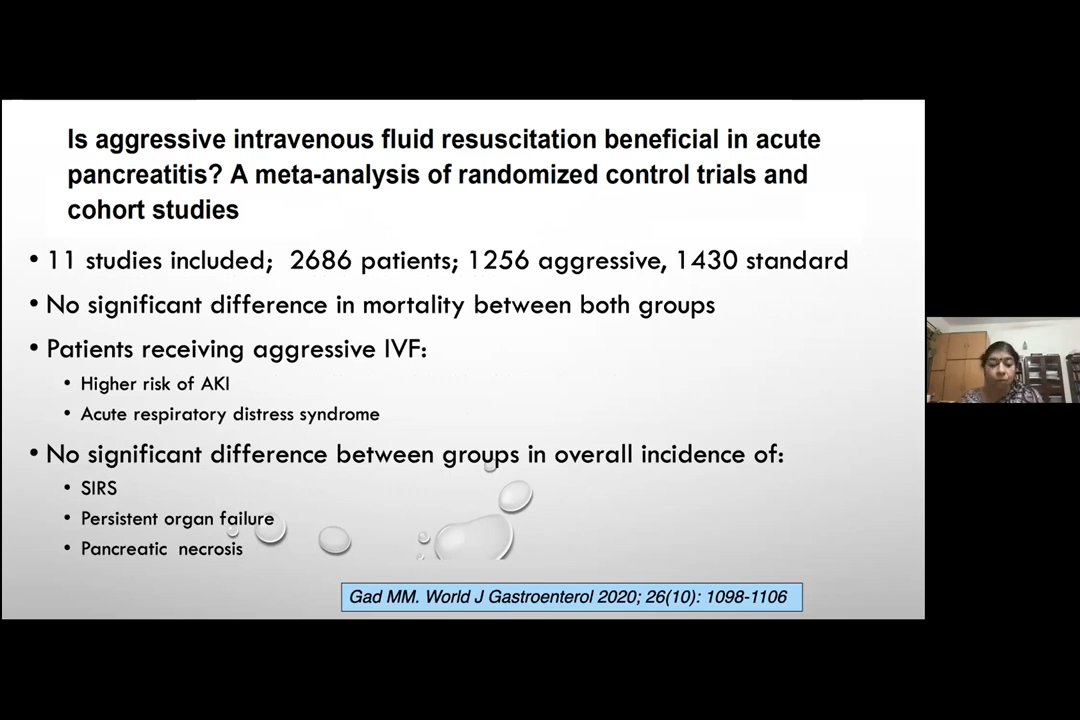 Is aggressive intravenous fluid resuscitation beneficial in acute
pancreatitis? A meta-analysis of randomized control trials and
cohort studies
• 11 studies included;  2686 patients; 1256 aggressive, 1430 standard
• No significant difference in mortality between both groups
• Patients receiving aggressive IVF:
• Higher risk of AKI
• Acute respiratory distress syndrome
• No significant difference between groups in overall incidence of:
• SIRS
• Persistent organ failure
• Pancreatic  necrosis
Gad MM. World J Gastroenterol 2020; 26(10): 1098-1106